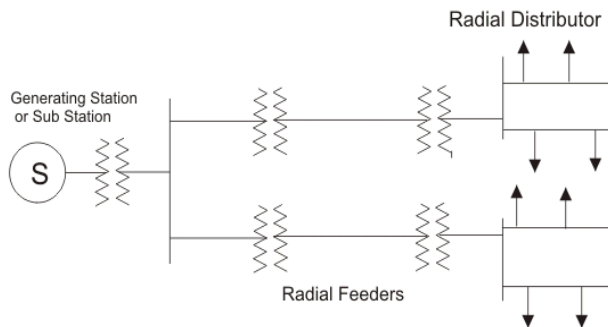 Radial Distributor
Generating Station
or Sub Station
S
Radial Feeders